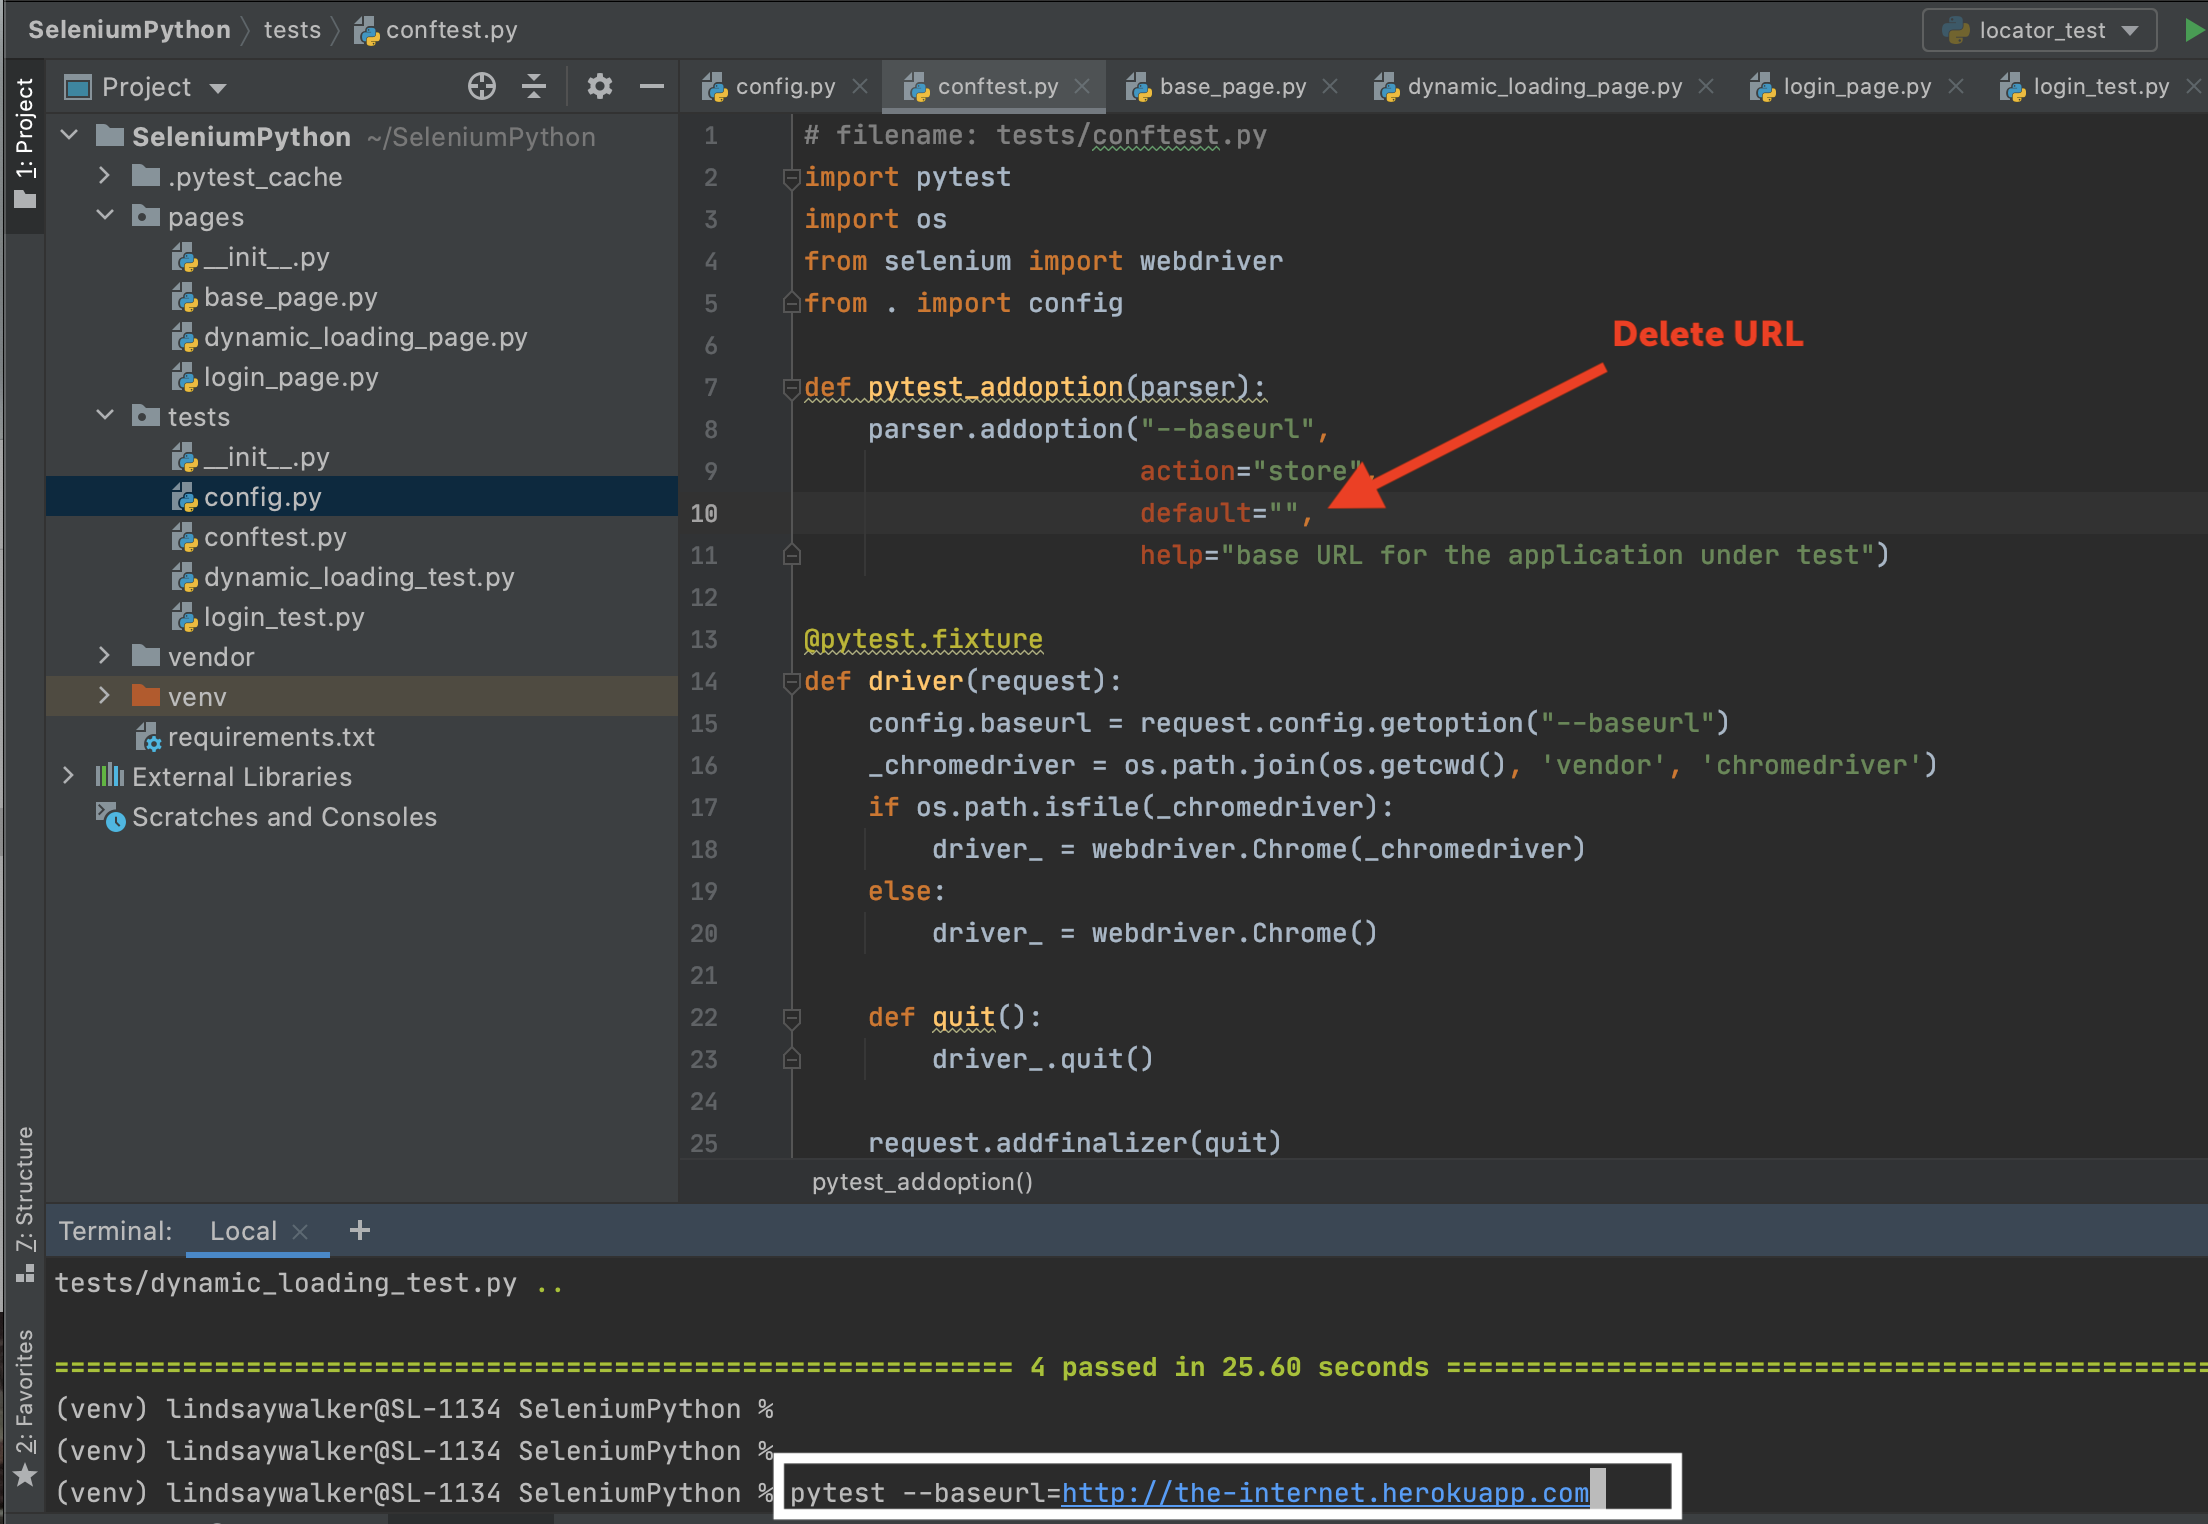 SeleniumPython tests conftest.py
locator_test
1: Project
Project
config.py conftest.py base_page.py dynamic_loading_page.py login_page.py login_test.py
SeleniumPython ~/SeleniumPython
.pytest_cache
pages
__init__.py
base_page.py
dynamic_loading_page.py
login_page.py
tests
__init__.py
config.py
conftest.py
dynamic_loading_test.py
login_test.py
vendor
venv
requirements.txt
External Libraries
Scratches and Consoles
1 # filename: tests/conftest.py
2 import pytest
3 import os
4 from selenium import webdriver
5 from . import config
6
Delete URL
7 def pytest_addoption(parser):
8 parser.addoption("--baseurl",
9 action="store",
10 default="",
11 help="base URL for the application under test")
12
13 @pytest.fixture
14 def driver(request):
15 config.baseurl = request.config.getoption("--baseurl")
16 _chromedriver = os.path.join(os.getcwd(), 'vendor', 'chromedriver')
17 if os.path.isfile(_chromedriver):
18 driver_ = webdriver.Chrome(_chromedriver)
19 else:
20 driver_ = webdriver.Chrome()
21
22 def quit():
23 driver_.quit()
24
25 request.addfinalizer(quit)
pytest_addoption()
7: Structure
2: Favorites
Terminal: Local +
tests/dynamic_loading_test.py ..
============================================================ 4 passed in 25.60 seconds ================================================
(venv) lindsaywalker@SL-1134 SeleniumPython %
(venv) lindsaywalker@SL-1134 SeleniumPython %
(venv) lindsaywalker@SL-1134 SeleniumPython % pytest --baseurl=http://the-internet.herokuapp.com